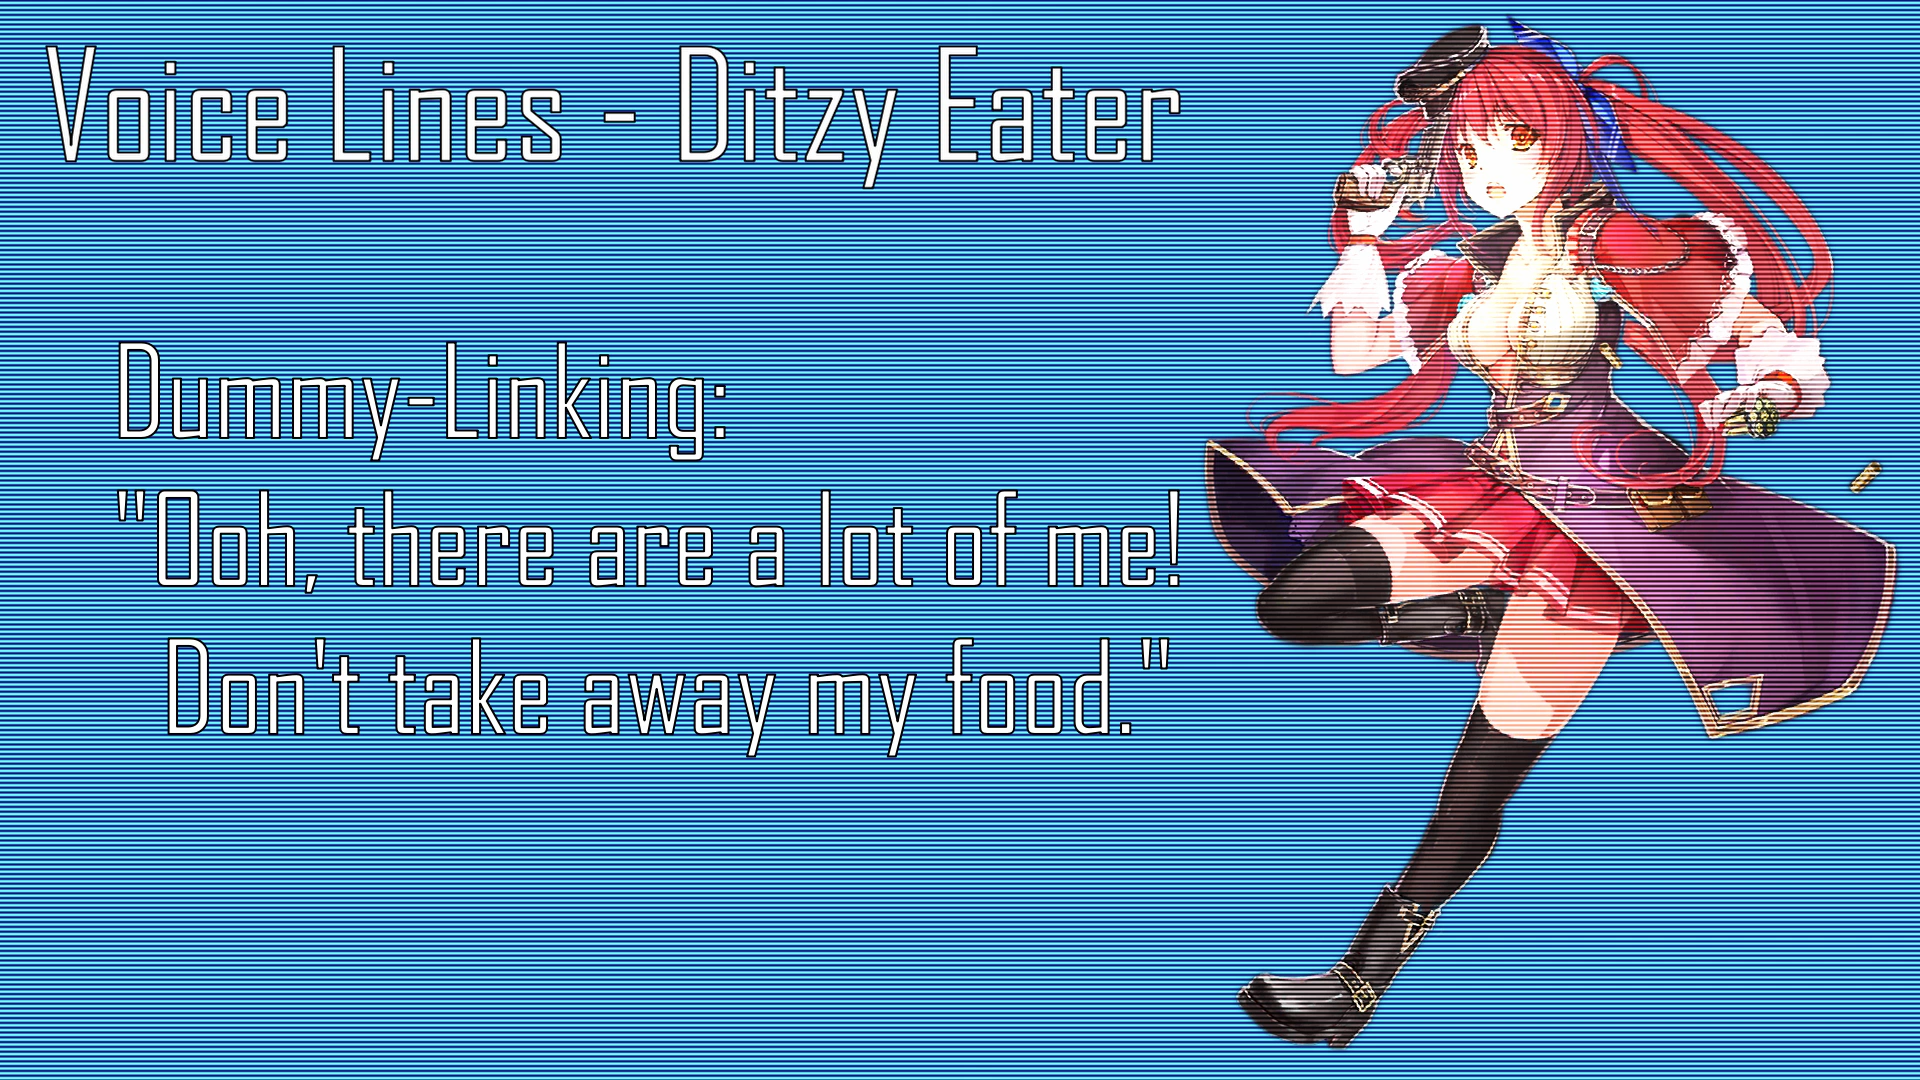 Voice Lines - Ditzy Eater
Dummy-Linking:
"Ooh, there are a lot of me!
Don't take away my food."